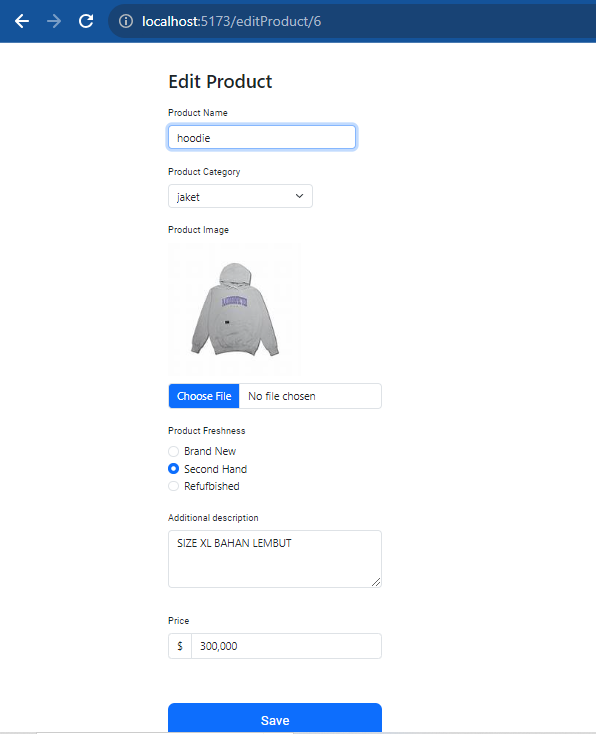 localhost:5173/editProduct/6
Edit Product
Product Name
hoodie
Product Category
jaket
Product Image
Choose File No file chosen
Product Freshness
Brand New
Second Hand
Refufbished
Additional description
SIZE XL BAHAN LEMBUT
Price
$ 300,000
Save